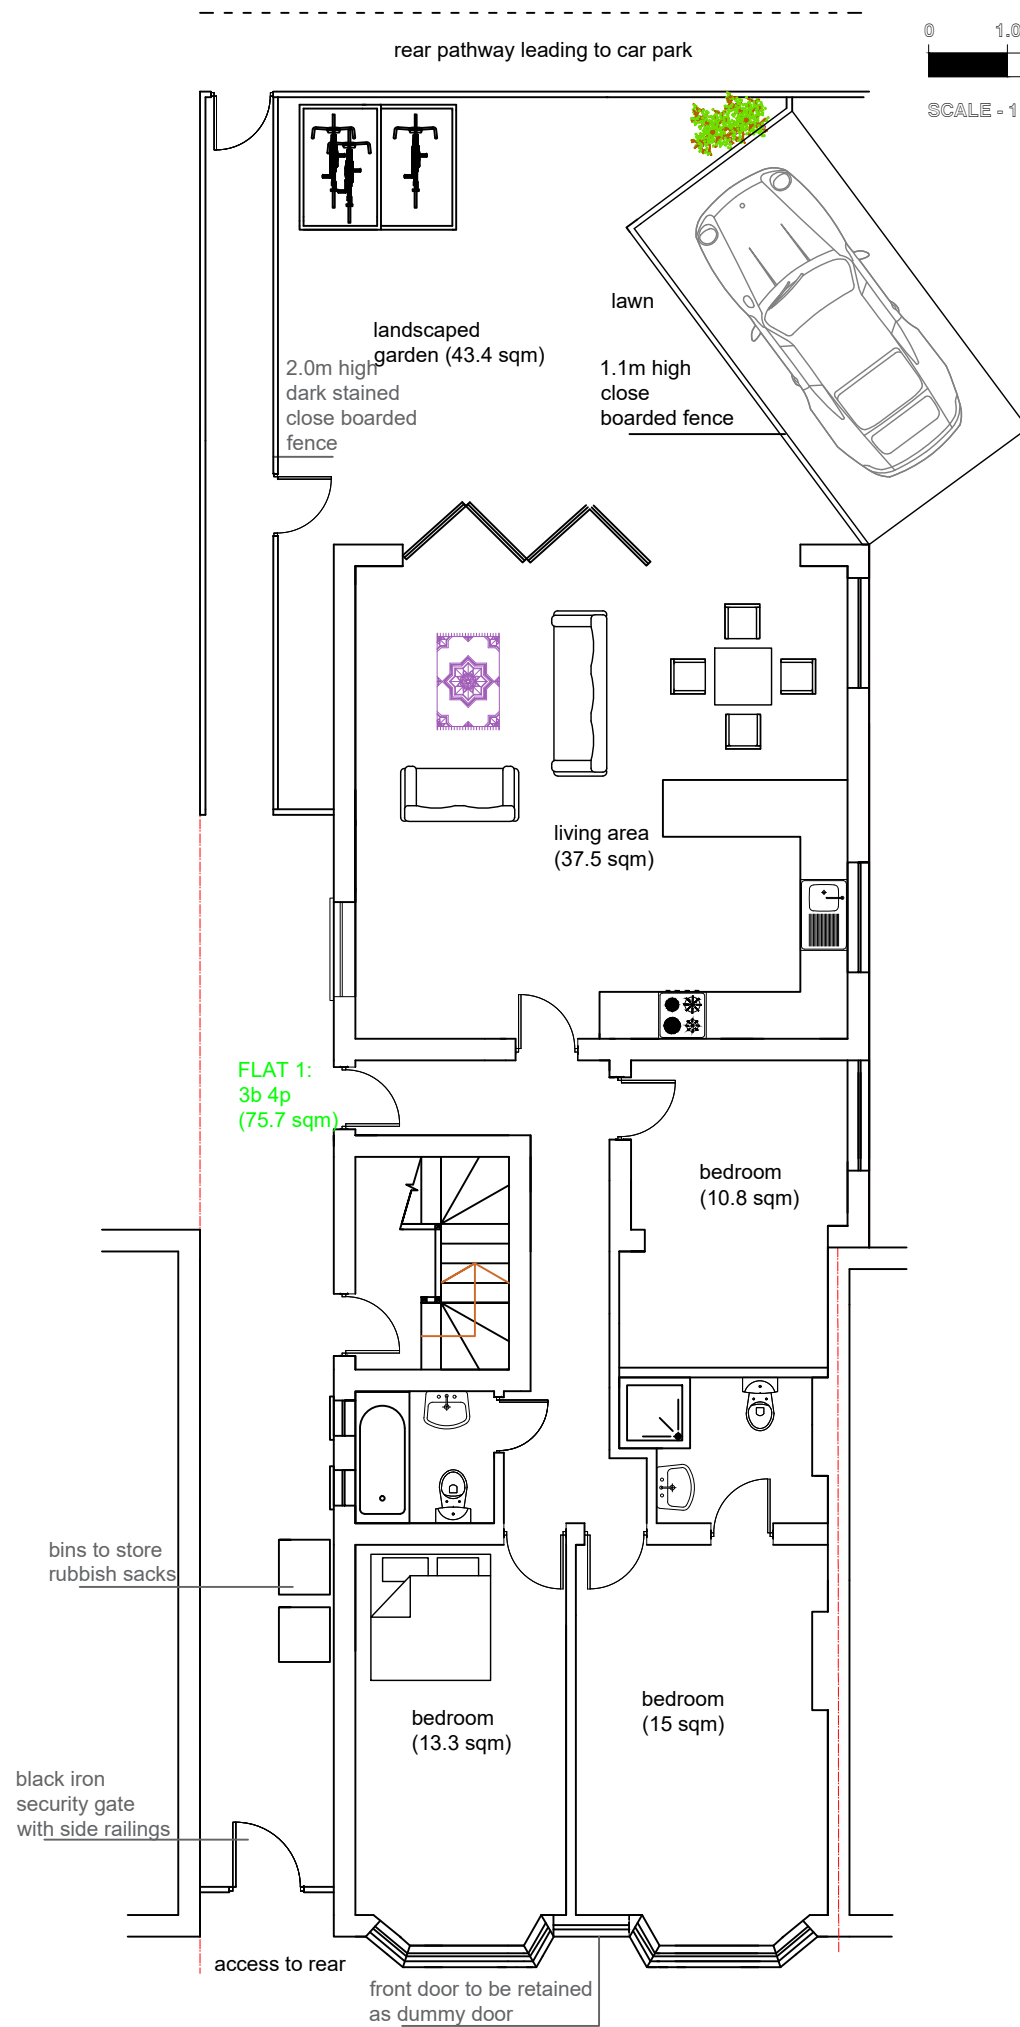 rear pathway leading to car park
0 1.0
SCALE - 1
lawn
landscaped
garden (43.4 sqm)
2.0m high
dark stained
close boarded
fence
1.1m high
close
boarded fence
living area
(37.5 sqm)
FLAT 1:
3b 4p
(75.7 sqm)
bedroom
(10.8 sqm)
bins to store
rubbish sacks
bedroom
(13.3 sqm)
bedroom
(15 sqm)
black iron
security gate
with side railings
access to rear
front door to be retained
as dummy door